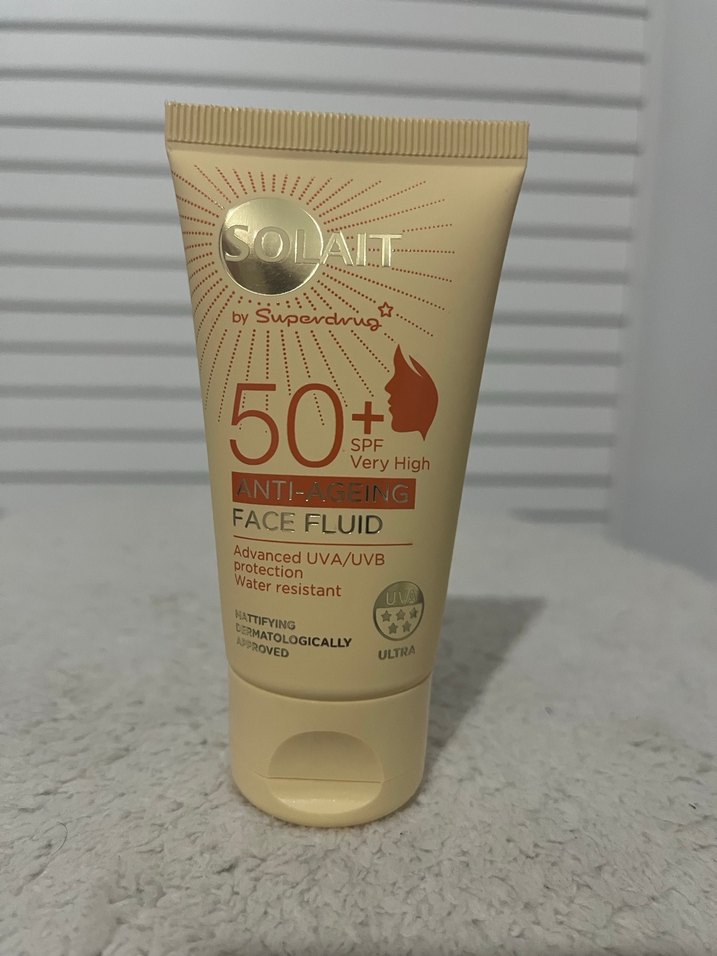 SOLAIT
by Superdrug
50+
SPF
Very High
ANTI-AGEING
FACE FLUID
Advanced UVA/UVB
protection
Water resistant
MATTIFYING
DERMATOLOGICALLY
APPROVED
UVA
ULTRA